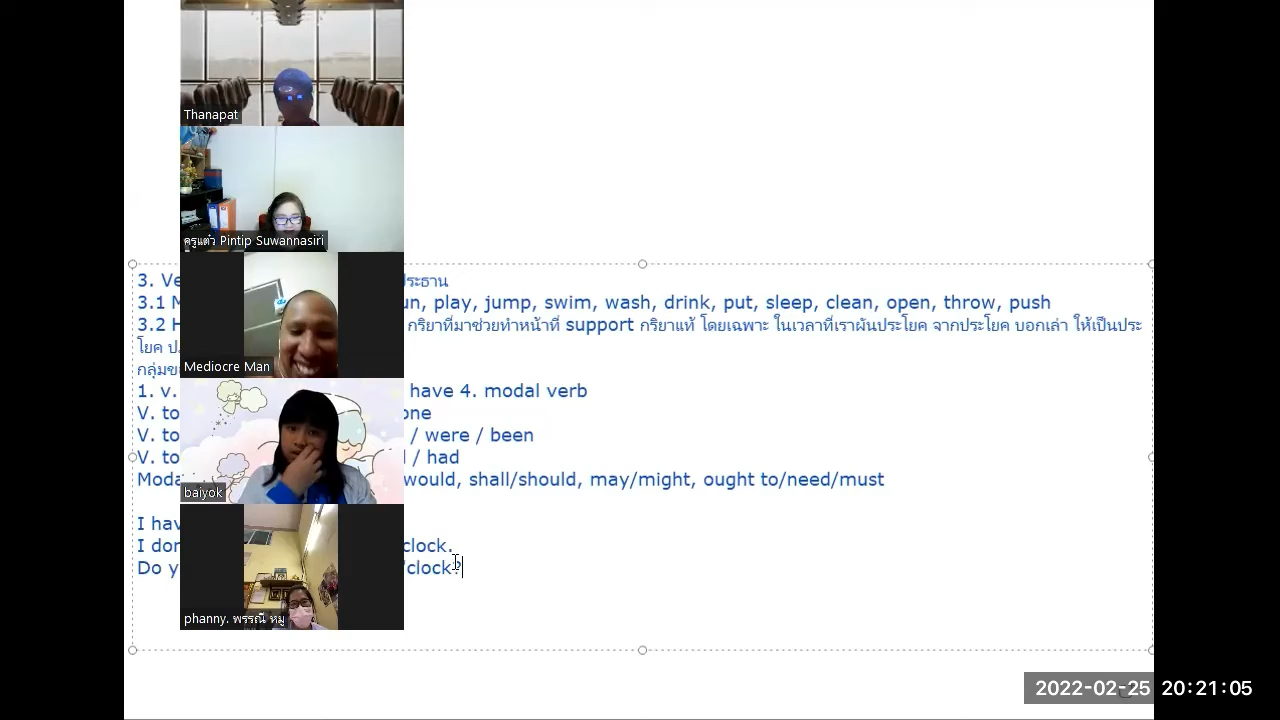 Thanapat
ครูแต๋ว Pintip Suwannasiri
3. Ve ระธาน
3.1 M un, play, jump, swim, wash, drink, put, sleep, clean, open, throw, push
3.2 H กริยาที่มาช่วยทำหน้าที่ support กริยาแท้ โดยเฉพาะ ในเวลาที่เราผันประโยค จากประโยค บอกเล่า ให้เป็นประ
โยค
Mediocre Man
กลุ่มข
1. v. have 4. modal verb
V. to one
V. to / were / been
V. to / had
Moda would, shall/should, may/might, ought to/need/must
baiyok
I hav
I don clock.
Do y 'clock?
phanny. พรรณี หมู่
2022-02-25 20:21:05